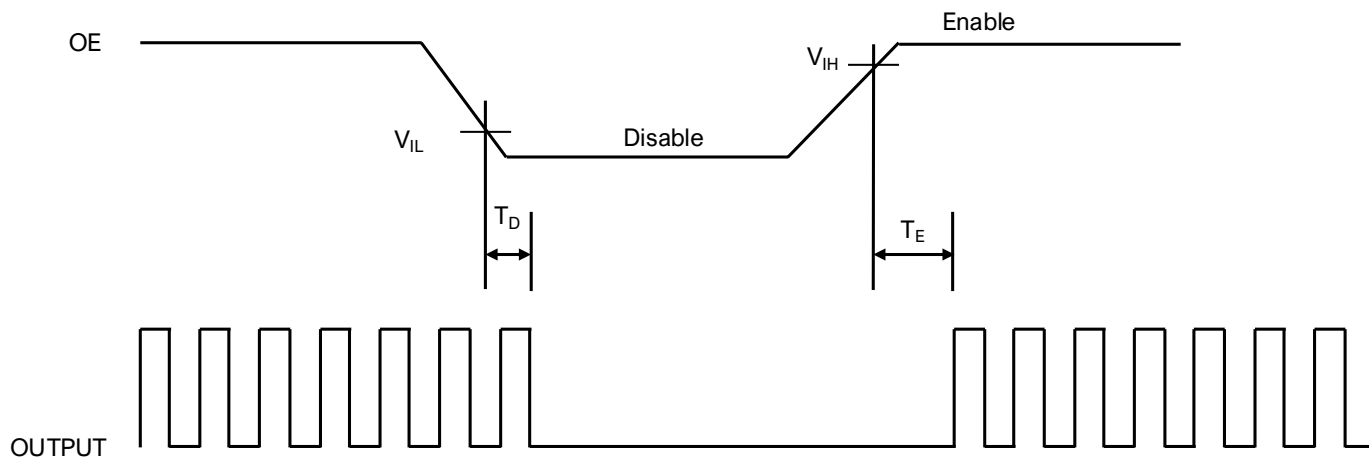 Enable
OE
VIH
VIL
Disable
TD
TE
OUTPUT